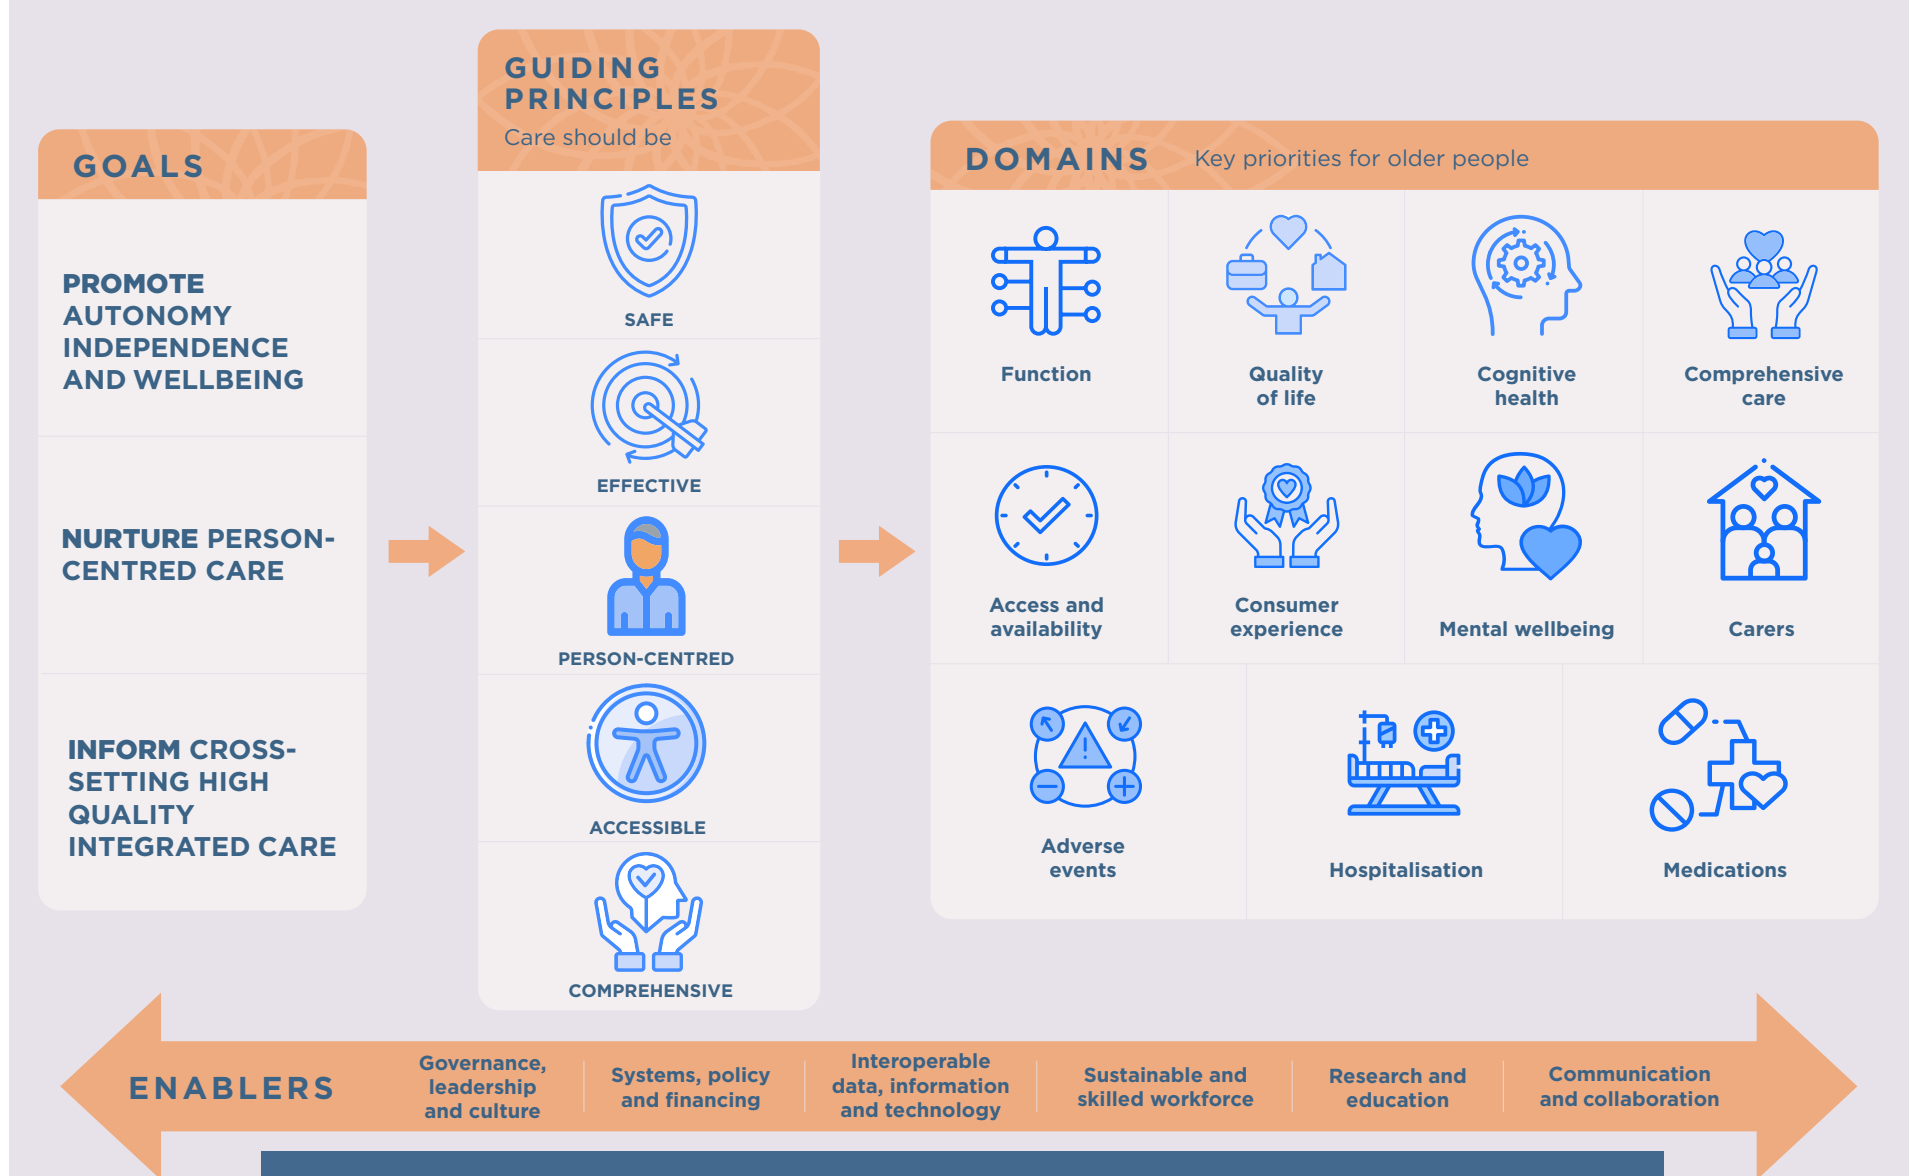 GOALS
PROMOTE
AUTONOMY
INDEPENDENCE
AND WELLBEING
NURTURE PERSON-
CENTRED CARE
INFORM CROSS-
SETTING HIGH
QUALITY
INTEGRATED CARE
GUIDING
PRINCIPLES
Care should be
SAFE
EFFECTIVE
PERSON-CENTRED
ACCESSIBLE
COMPREHENSIVE
DOMAINS Key priorities for older people
Function
Quality
of life
Cognitive
health
Comprehensive
care
Access and
availability
Consumer
experience
Mental wellbeing
Carers
Adverse
events
Hospitalisation
Medications
ENABLERS
Governance,
leadership
and culture
Systems, policy
and financing
Interoperable
data, information
and technology
Sustainable and
skilled workforce
Research and
education
Communication
and collaboration